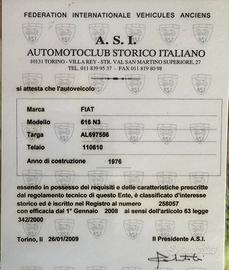 FEDERATION INTERNATIONALE VEHICULES ANCIENS
A. S. I.
AUTOMOTOCLUB STORICO ITALIANO
10131 TORINO - VILLA REY - STR. VAL SAN MARTINO SUPERIORE, 27
TEL. 011 839 95 37 - FAX 011 819 80 98
si attesta che l'autoveicolo
Marca FIAT
Modello 616 N3
Targa AL697556
Telaio 110610
Anno di costruzione 1976
essendo in possesso dei requisiti e delle caratteristiche prescritte
dal regolamento tecnico di questo Ente, è classificato d'interesse
storico ed è iscritto nel Registro al numero 258057
con efficacia dal 1° Gennaio 2008 ai sensi dell'articolo 63 legge
342/2000
Torino, li 26/01/2009 Il Presidente A.S.I.